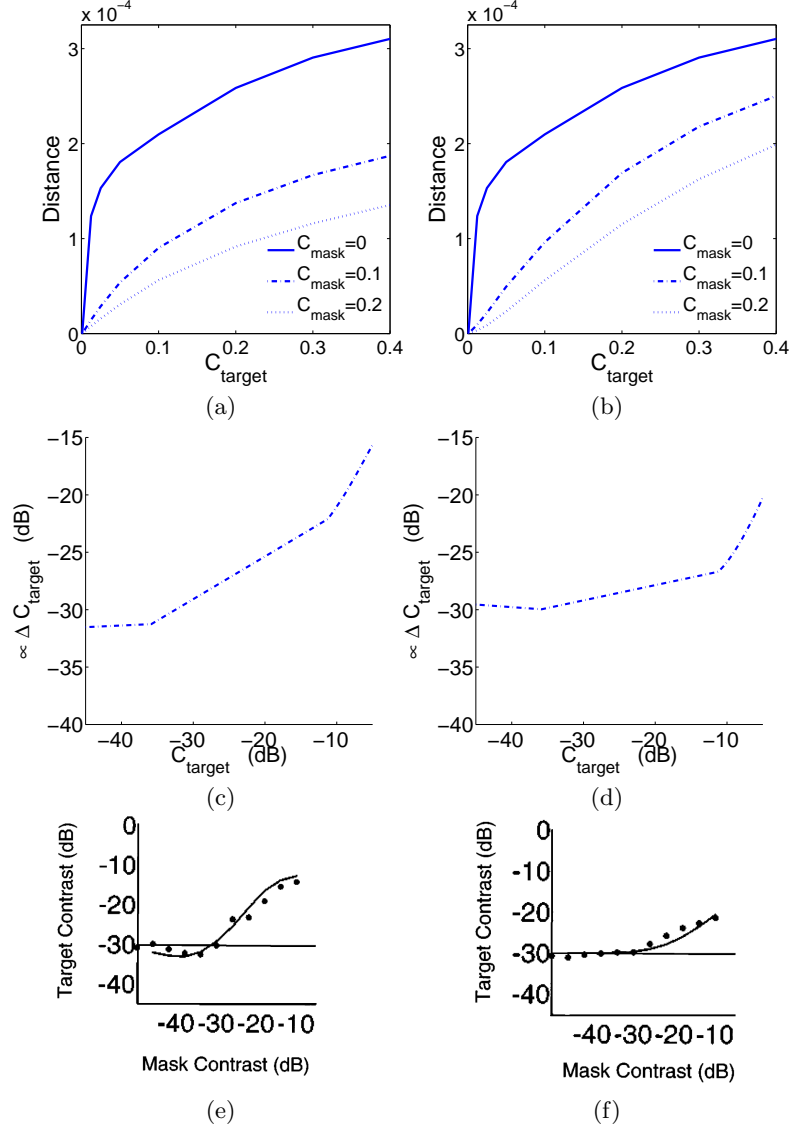 x 10⁻⁴
3
2
1
0
Distance
C_mask=0
C_mask=0.1
C_mask=0.2
0 0.1 0.2 0.3 0.4
C_target
(a)
x 10⁻⁴
3
2
1
0
Distance
C_mask=0
C_mask=0.1
C_mask=0.2
0 0.1 0.2 0.3 0.4
C_target
(b)
−15
−20
−25
−30
−35
−40
∝ Δ C_target (dB)
−40 −30 −20 −10
C_target (dB)
(c)
−15
−20
−25
−30
−35
−40
∝ Δ C_target (dB)
−40 −30 −20 −10
C_target (dB)
(d)
0
-10
-20
-30
-40
Target Contrast (dB)
-40 -30 -20 -10
Mask Contrast (dB)
(e)
0
-10
-20
-30
-40
Target Contrast (dB)
-40 -30 -20 -10
Mask Contrast (dB)
(f)